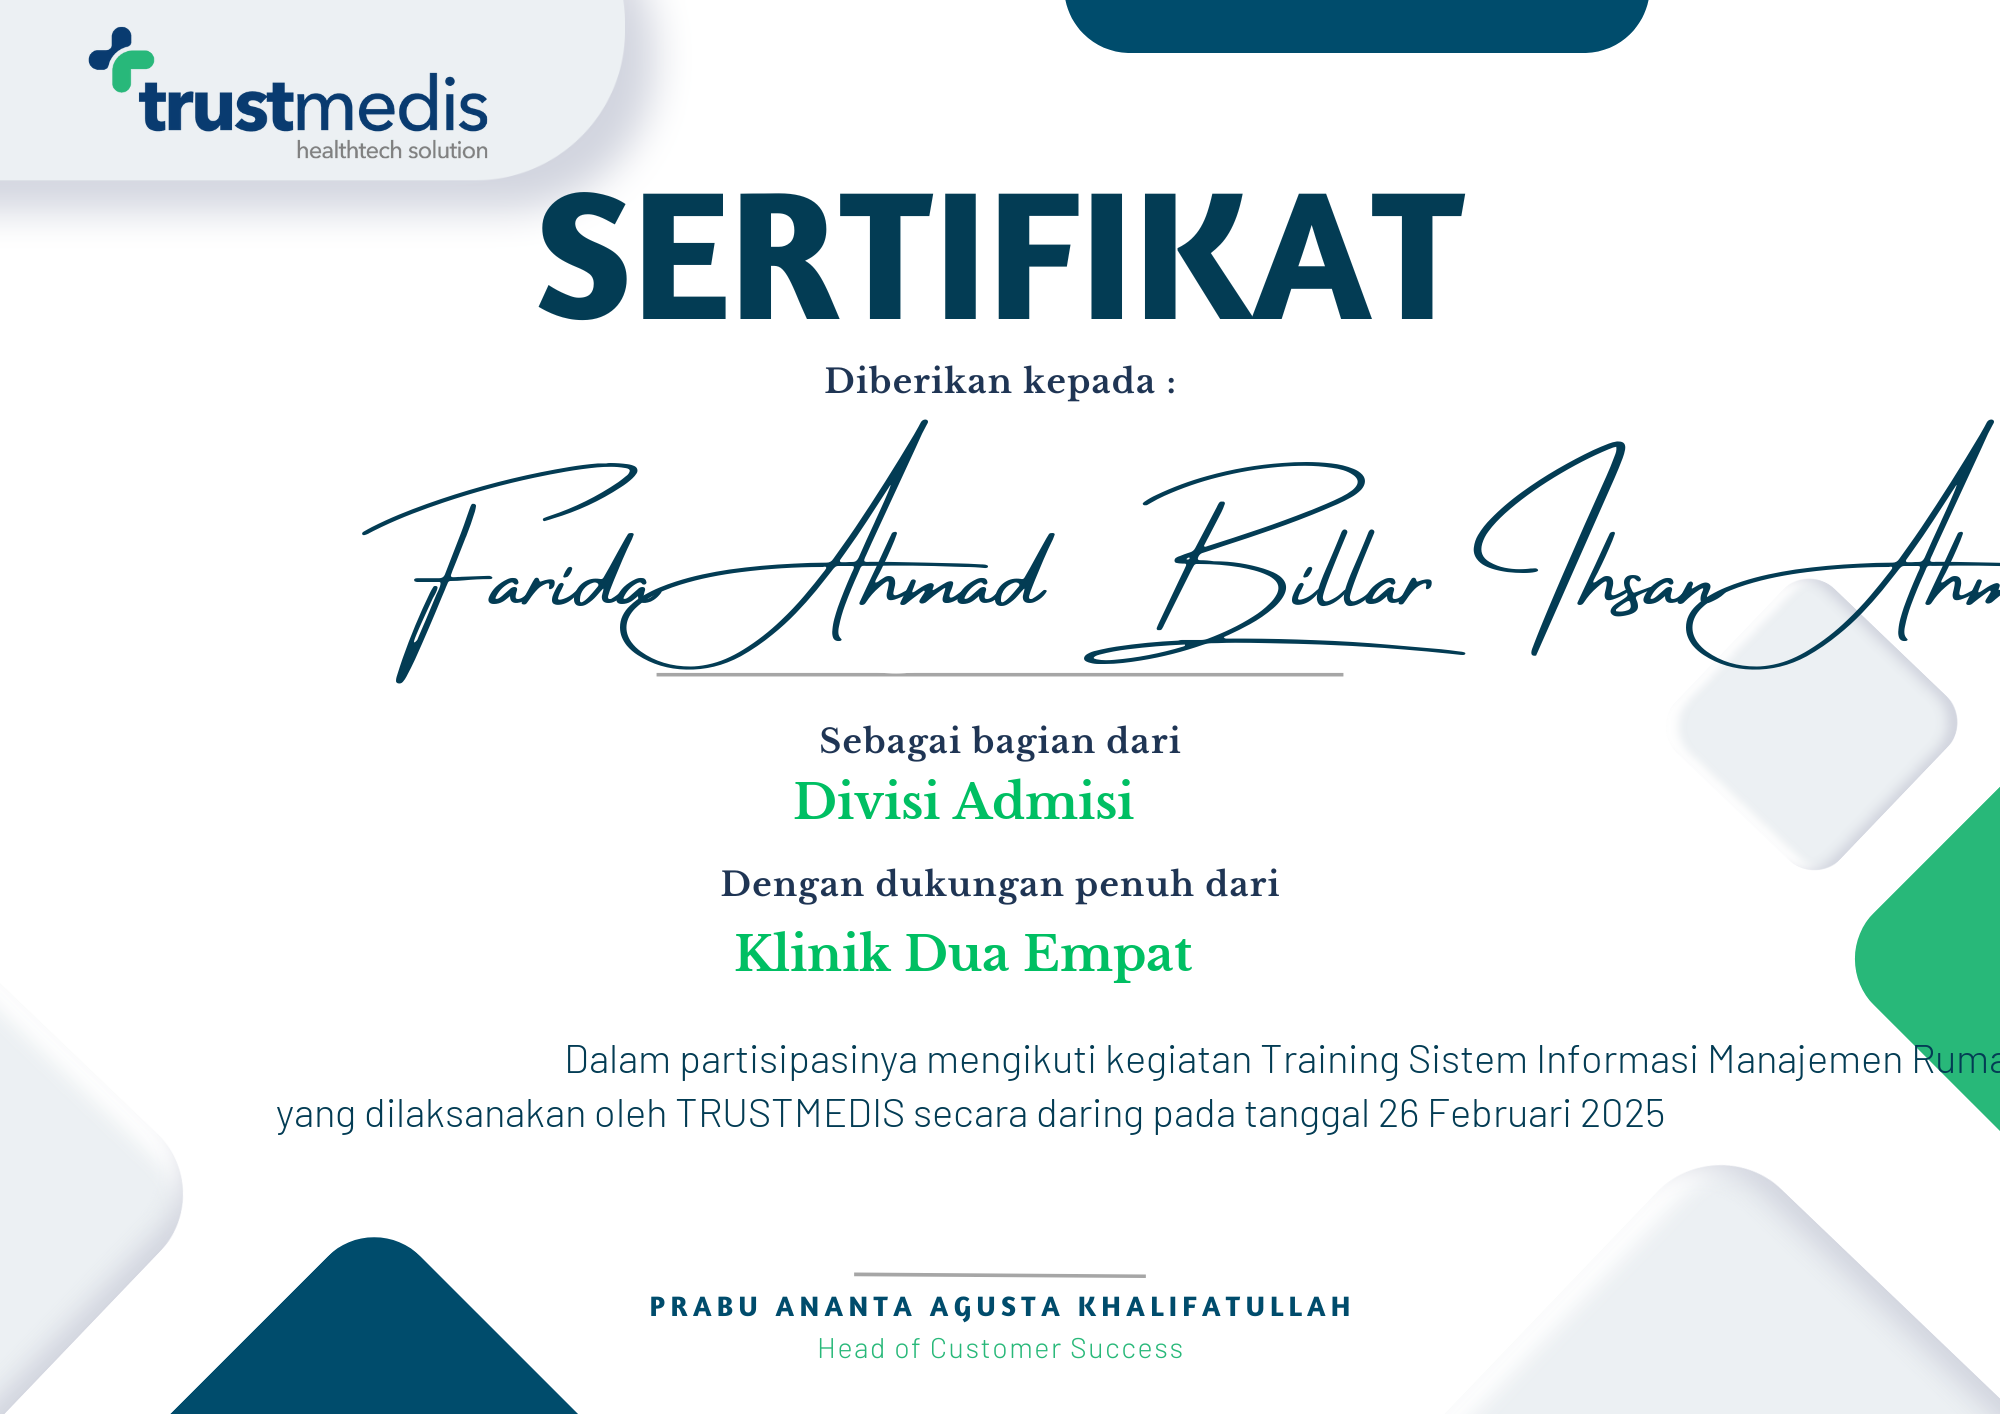 trustmedis
healthtech solution
SERTIFIKAT
Diberikan kepada :
Farida Ahmad Billar Ihsan
Sebagai bagian dari
Divisi Admisi
Dengan dukungan penuh dari
Klinik Dua Empat
Dalam partisipasinya mengikuti kegiatan Training Sistem Informasi Manajemen
yang dilaksanakan oleh TRUSTMEDIS secara daring pada tanggal 26 Februari 2025
PRABU ANANTA AGUSTA KHALIFATULLAH
Head of Customer Success